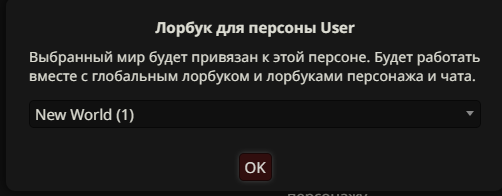 Лорбук для персоны User
Выбранный мир будет привязан к этой персоне. Будет работать
вместе с глобальным лорбуком и лорбуками персонажа и чата.
New World (1)
OK